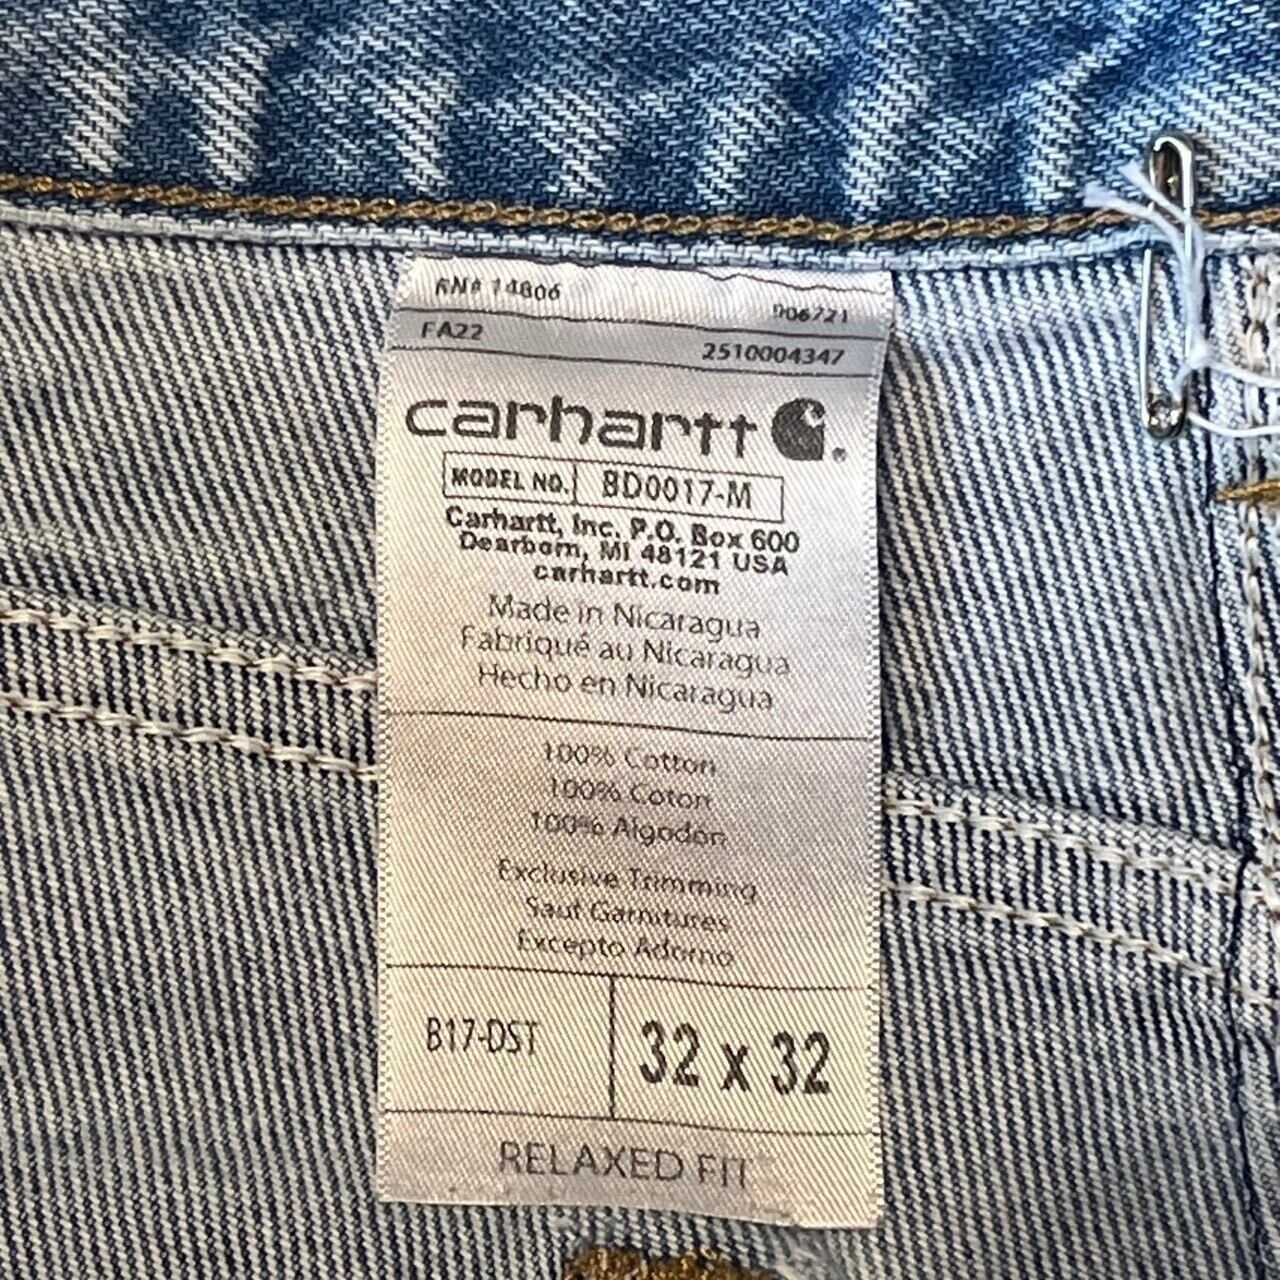 RN# 14806 006721
FA22 2510004347
carhartt
MODEL NO. BD0017-M
Carhartt, Inc. P.O. Box 600
Dearborn, MI 48121 USA
carhartt.com
Made in Nicaragua
Fabriqué au Nicaragua
Hecho en Nicaragua
100% Cotton
100% Coton
100% Algodón
Exclusive Trimming
Sauf Garnitures
Excepto Adorno
B17-DST 32 x 32
RELAXED FIT